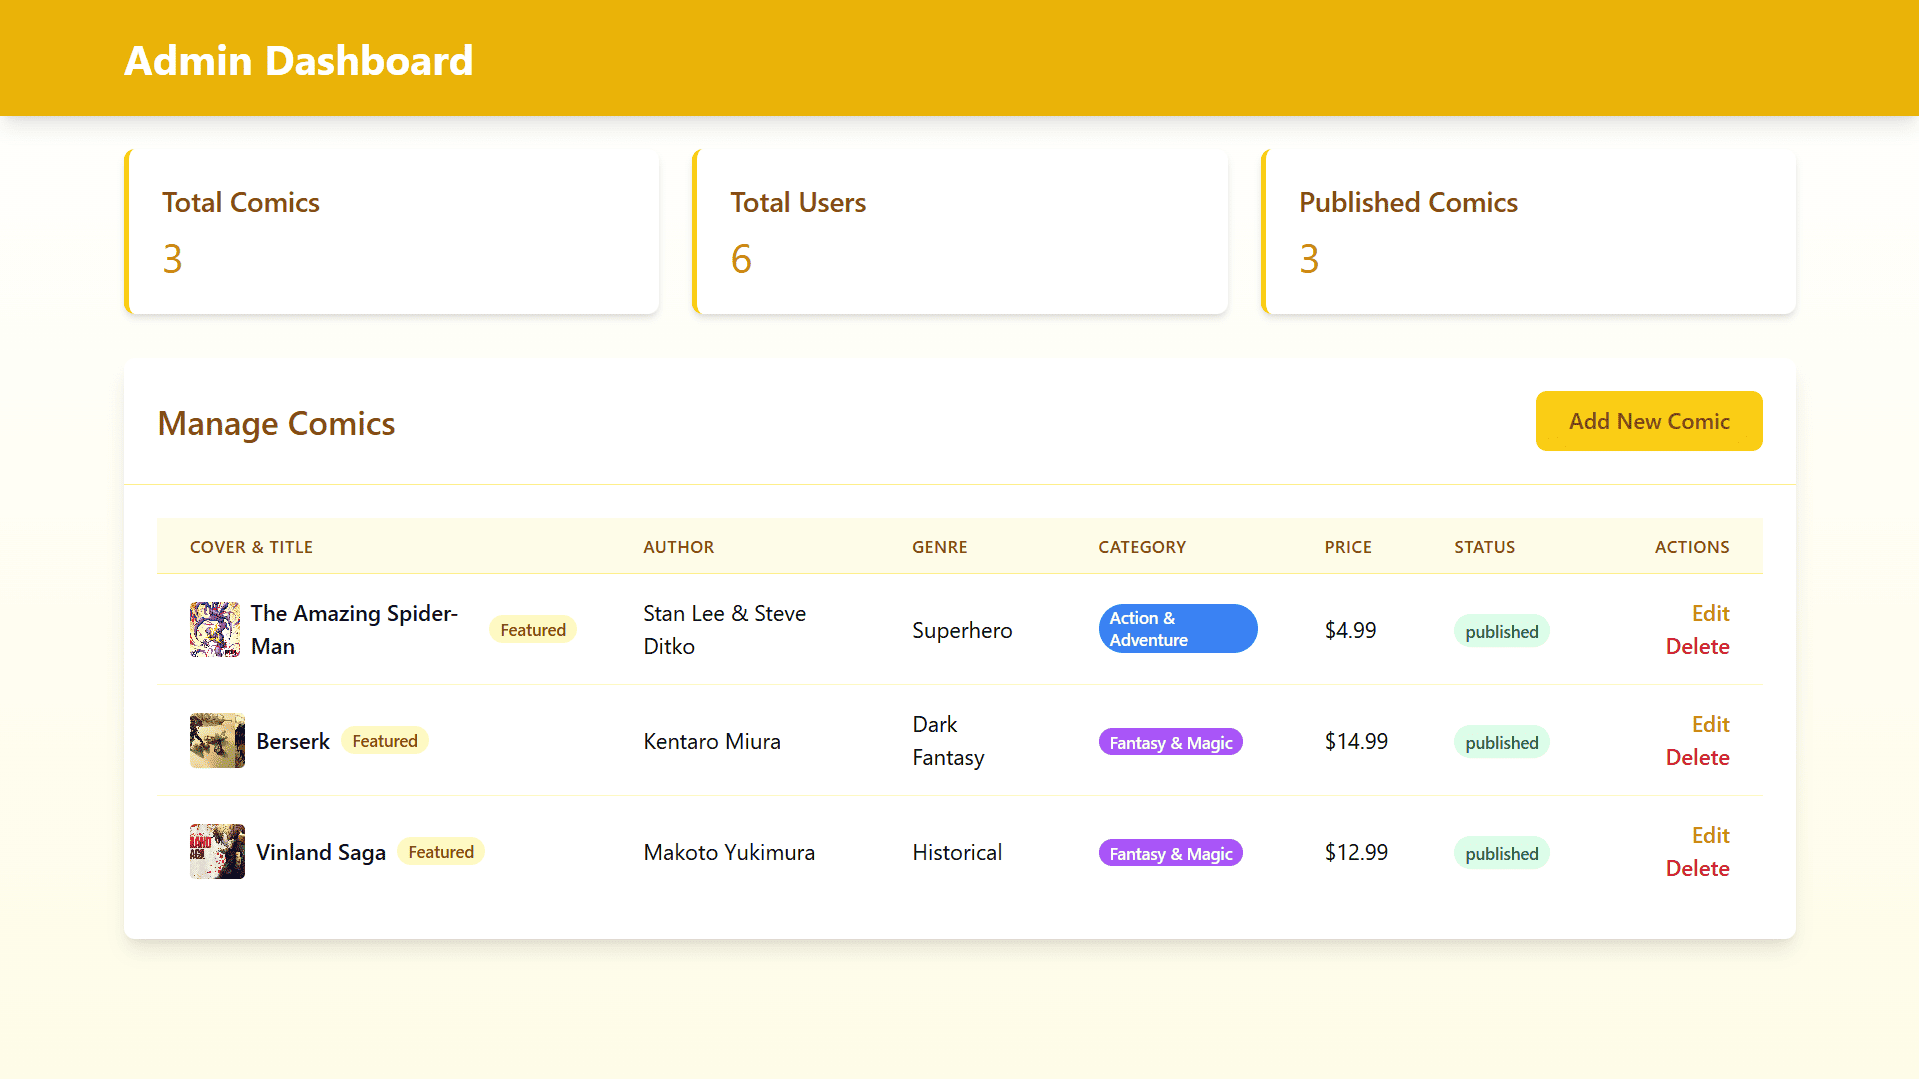 Admin Dashboard
Total Comics
3
Total Users
6
Published Comics
3
Manage Comics
Add New Comic
COVER & TITLE AUTHOR GENRE CATEGORY PRICE STATUS ACTIONS
The Amazing Spider-
Man
Featured
Stan Lee & Steve
Ditko
Superhero
Action &
Adventure
$4.99
published
Edit
Delete
Berserk
Featured
Kentaro Miura
Dark
Fantasy
Fantasy & Magic
$14.99
published
Edit
Delete
Vinland Saga
Featured
Makoto Yukimura
Historical
Fantasy & Magic
$12.99
published
Edit
Delete